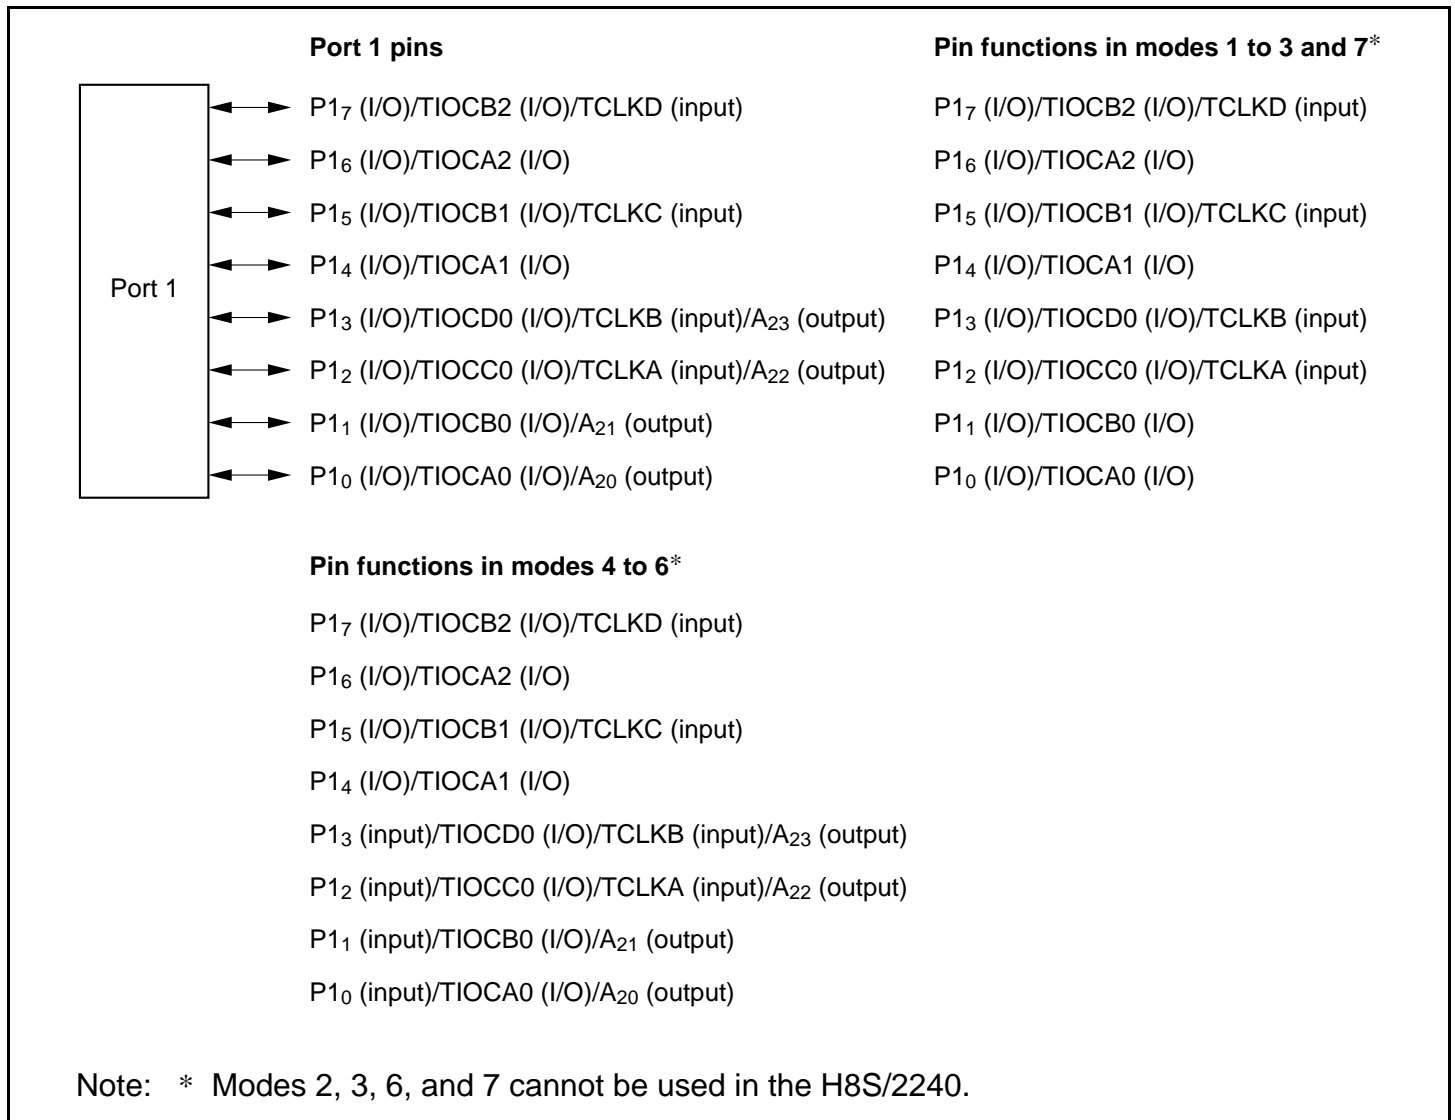 Port 1 pins
Pin functions in modes 1 to 3 and 7*
Port 1
P1₇ (I/O)/TIOCB2 (I/O)/TCLKD (input)
P1₆ (I/O)/TIOCA2 (I/O)
P1₅ (I/O)/TIOCB1 (I/O)/TCLKC (input)
P1₄ (I/O)/TIOCA1 (I/O)
P1₃ (I/O)/TIOCD0 (I/O)/TCLKB (input)/A₂₃ (output)
P1₂ (I/O)/TIOCC0 (I/O)/TCLKA (input)/A₂₂ (output)
P1₁ (I/O)/TIOCB0 (I/O)/A₂₁ (output)
P1₀ (I/O)/TIOCA0 (I/O)/A₂₀ (output)
P1₇ (I/O)/TIOCB2 (I/O)/TCLKD (input)
P1₆ (I/O)/TIOCA2 (I/O)
P1₅ (I/O)/TIOCB1 (I/O)/TCLKC (input)
P1₄ (I/O)/TIOCA1 (I/O)
P1₃ (I/O)/TIOCD0 (I/O)/TCLKB (input)
P1₂ (I/O)/TIOCC0 (I/O)/TCLKA (input)
P1₁ (I/O)/TIOCB0 (I/O)
P1₀ (I/O)/TIOCA0 (I/O)
Pin functions in modes 4 to 6*
P1₇ (I/O)/TIOCB2 (I/O)/TCLKD (input)
P1₆ (I/O)/TIOCA2 (I/O)
P1₅ (I/O)/TIOCB1 (I/O)/TCLKC (input)
P1₄ (I/O)/TIOCA1 (I/O)
P1₃ (input)/TIOCD0 (I/O)/TCLKB (input)/A₂₃ (output)
P1₂ (input)/TIOCC0 (I/O)/TCLKA (input)/A₂₂ (output)
P1₁ (input)/TIOCB0 (I/O)/A₂₁ (output)
P1₀ (input)/TIOCA0 (I/O)/A₂₀ (output)
Note: * Modes 2, 3, 6, and 7 cannot be used in the H8S/2240.